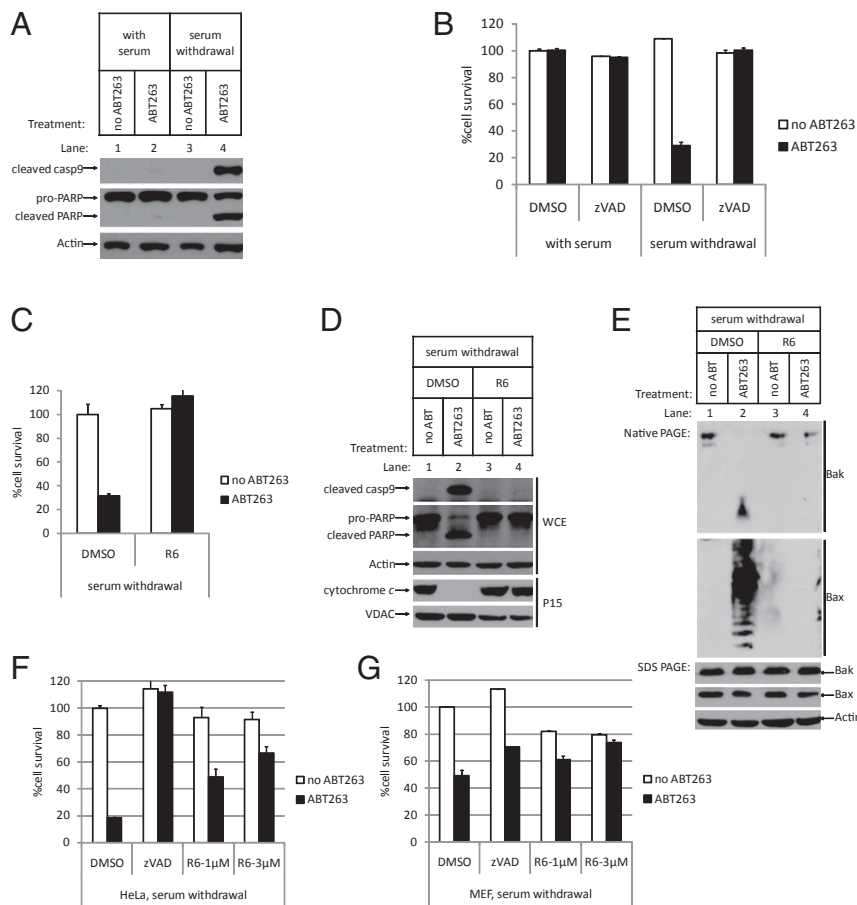 A
with serum
serum withdrawal
no ABT263
ABT263
no ABT263
ABT263
Treatment:
Lane: 1 2 3 4
cleaved casp9
pro-PARP
cleaved PARP
Actin
B
%cell survival
120
100
80
60
40
20
0
no ABT263
ABT263
DMSO zVAD DMSO zVAD
with serum serum withdrawal
C
%cell survival
120
100
80
60
40
20
0
no ABT263
ABT263
DMSO R6
serum withdrawal
D
serum withdrawal
DMSO R6
no ABT
ABT263
no ABT
ABT263
Treatment:
Lane: 1 2 3 4
cleaved casp9
pro-PARP
cleaved PARP
Actin
WCE
cytochrome c
VDAC
P15
E
serum withdrawal
DMSO R6
no ABT
ABT263
no ABT
ABT263
Treatment:
Lane: 1 2 3 4
Native PAGE:
Bak
Bax
SDS PAGE:
Bak
Bax
Actin
F
%cell survival
120
100
80
60
40
20
0
no ABT263
ABT263
DMSO zVAD R6-1µM R6-3µM
HeLa, serum withdrawal
G
%cell survival
120
100
80
60
40
20
0
no ABT263
ABT263
DMSO zVAD R6-1µM R6-3µM
MEF, serum withdrawal